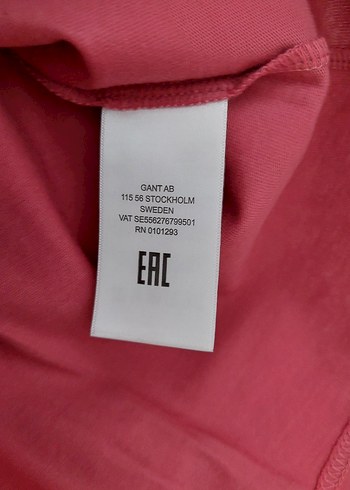 GANT AB
115 56 STOCKHOLM
SWEDEN
VAT SE556276799501
RN 0101293
EAC